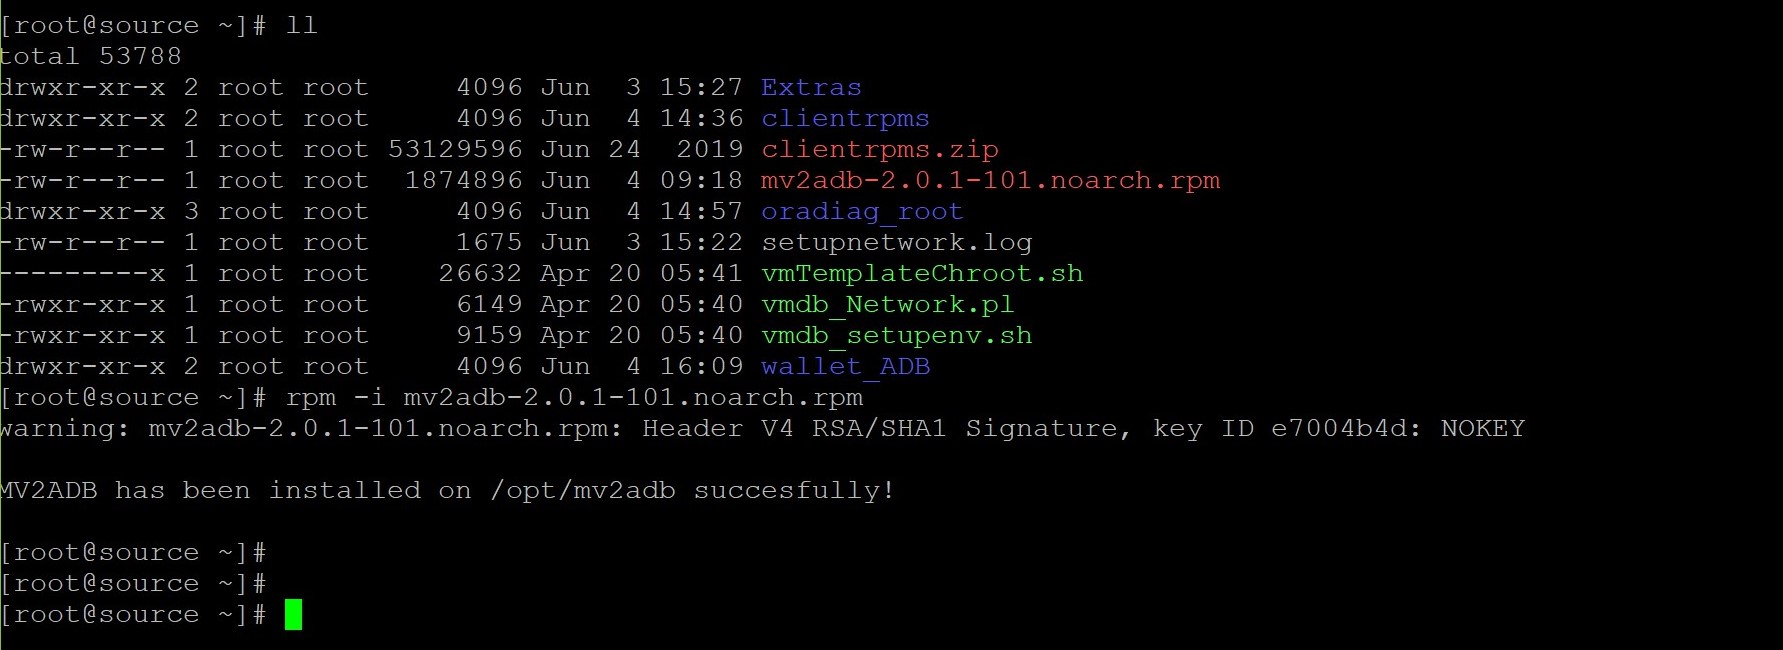 [root@source ~]# ll
total 53788
drwxr-xr-x 2 root root     4096 Jun  3 15:27 Extras
drwxr-xr-x 2 root root     4096 Jun  4 14:36 clientrpms
-rw-r--r-- 1 root root 53129596 Jun 24  2019 clientrpms.zip
-rw-r--r-- 1 root root  1874896 Jun  4 09:18 mv2adb-2.0.1-101.noarch.rpm
drwxr-xr-x 3 root root     4096 Jun  4 14:57 oradiag_root
-rw-r--r-- 1 root root     1675 Jun  3 15:22 setupnetwork.log
---------x 1 root root    26632 Apr 20 05:41 vmTemplateChroot.sh
-rwxr-xr-x 1 root root     6149 Apr 20 05:40 vmdb_Network.pl
-rwxr-xr-x 1 root root     9159 Apr 20 05:40 vmdb_setupenv.sh
drwxr-xr-x 2 root root     4096 Jun  4 16:09 wallet_ADB
[root@source ~]# rpm -i mv2adb-2.0.1-101.noarch.rpm
warning: mv2adb-2.0.1-101.noarch.rpm: Header V4 RSA/SHA1 Signature, key ID e7004b4d: NOKEY
MV2ADB has been installed on /opt/mv2adb succesfully!
[root@source ~]#
[root@source ~]#
[root@source ~]#